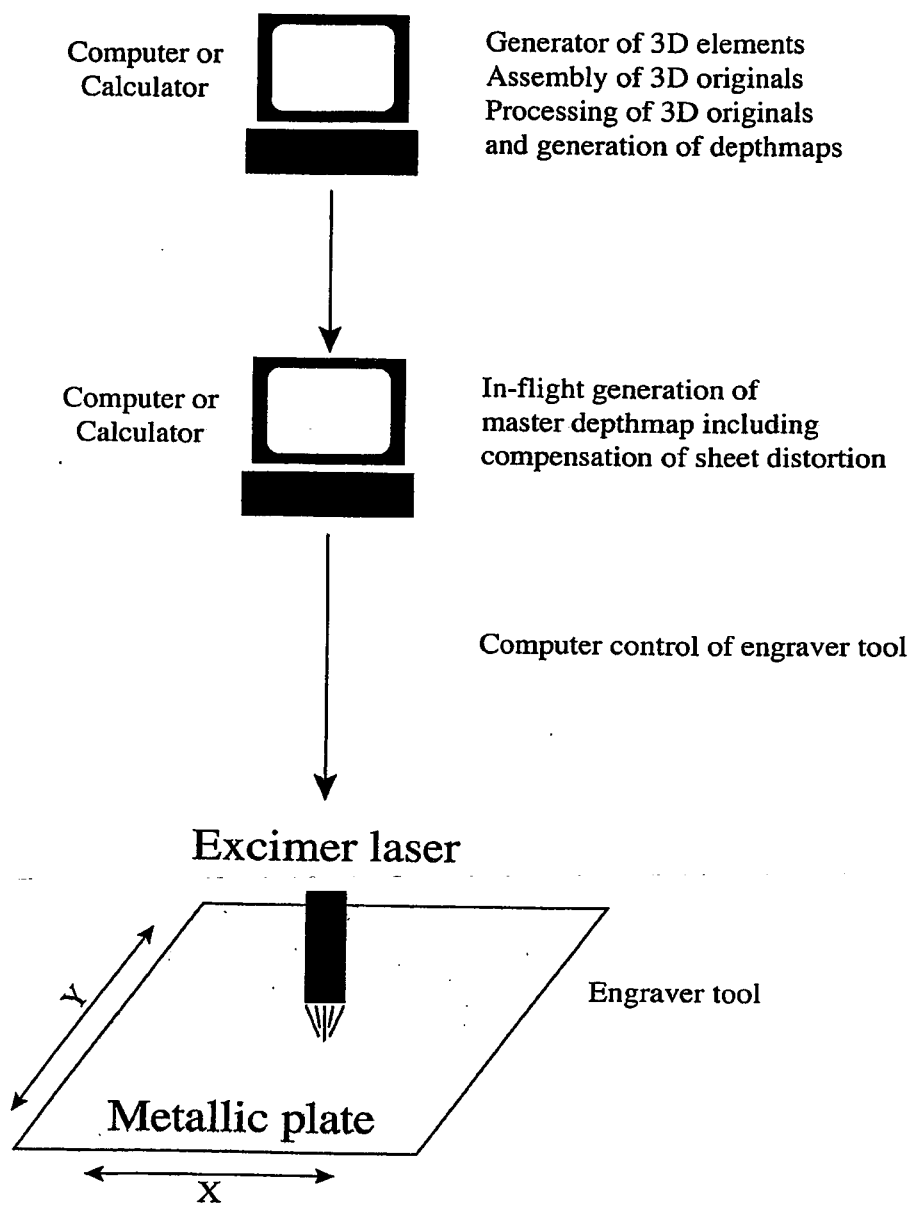 Computer or
Calculator
Generator of 3D elements
Assembly of 3D originals
Processing of 3D originals
and generation of depthmaps
Computer or
Calculator
In-flight generation of
master depthmap including
compensation of sheet distortion
Computer control of engraver tool
Excimer laser
Y
Engraver tool
Metallic plate
X